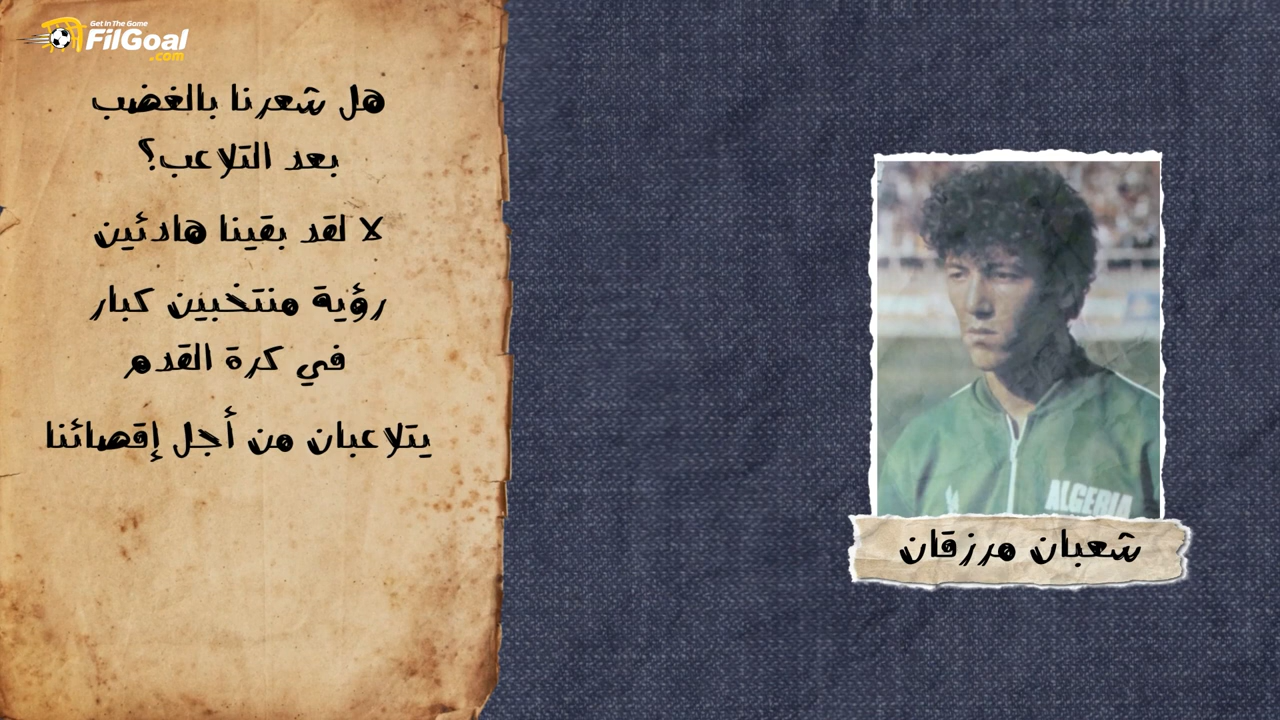 Get In The Game
FilGoal
.com
هل شعرنا بالغضب
بعد التلاعب؟
لا لقد بقينا هادئين
رؤية منتخبين كبار
في كرة القدم
يتلاعبان من أجل إقصائنا
ALGERIA
شعبان مرزقان